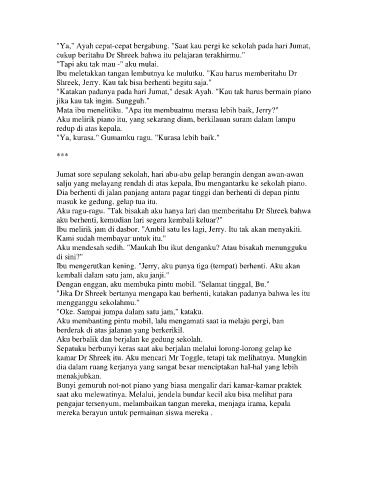 "Ya," Ayah cepat-cepat bergabung. "Saat kau pergi ke sekolah pada hari Jumat,
cukup beritahu Dr Shreek bahwa itu pelajaran terakhirmu."
"Tapi aku tak mau -" aku mulai.
Ibu meletakkan tangan lembutnya ke mulutku. "Kau harus memberitahu Dr
Shreek, Jerry. Kau tak bisa berhenti begitu saja."
"Katakan padanya pada hari Jumat," desak Ayah. "Kau tak harus bermain piano
jika kau tak ingin. Sungguh."
Mata ibu menelitiku. "Apa itu membuatmu merasa lebih baik, Jerry?"
Aku melirik piano itu, yang sekarang diam, berkilauan suram dalam lampu
redup di atas kepala.
"Ya, kurasa." Gumamku ragu. "Kurasa lebih baik."
***
Jumat sore sepulang sekolah, hari abu-abu gelap berangin dengan awan-awan
salju yang melayang rendah di atas kepala, Ibu mengantarku ke sekolah piano.
Dia berhenti di jalan panjang antara pagar tinggi dan berhenti di depan pintu
masuk ke gedung, gelap tua itu.
Aku ragu-ragu. "Tak bisakah aku hanya lari dan memberitahu Dr Shreek bahwa
aku berhenti, kemudian lari segera kembali keluar?"
Ibu melirik jam di dasbor. "Ambil satu les lagi, Jerry. Itu tak akan menyakiti.
Kami sudah membayar untuk itu."
Aku mendesah sedih. "Maukah Ibu ikut denganku? Atau bisakah menungguku
di sini?"
Ibu mengerutkan kening. "Jerry, aku punya tiga (tempat) berhenti. Aku akan
kembali dalam satu jam, aku janji."
Dengan enggan, aku membuka pintu mobil. "Selamat tinggal, Bu."
"Jika Dr Shreek bertanya mengapa kau berhenti, katakan padanya bahwa les itu
mengganggu sekolahmu."
"Oke. Sampai jumpa dalam satu jam," kataku.
Aku membanting pintu mobil, lalu mengamati saat ia melaju pergi, ban
berderak di atas jalanan yang berkerikil.
Aku berbalik dan berjalan ke gedung sekolah.
Sepatuku berbunyi keras saat aku berjalan melalui lorong-lorong gelap ke
kamar Dr Shreek itu. Aku mencari Mr Toggle, tetapi tak melihatnya. Mungkin
dia dalam ruang kerjanya yang sangat besar menciptakan hal-hal yang lebih
menakjubkan.
Bunyi gemuruh not-not piano yang biasa mengalir dari kamar-kamar praktek
saat aku melewatinya. Melalui, jendela bundar kecil aku bisa melihat para
pengajar tersenyum, melambaikan tangan mereka, menjaga irama, kepala
mereka berayun untuk permainan siswa mereka .